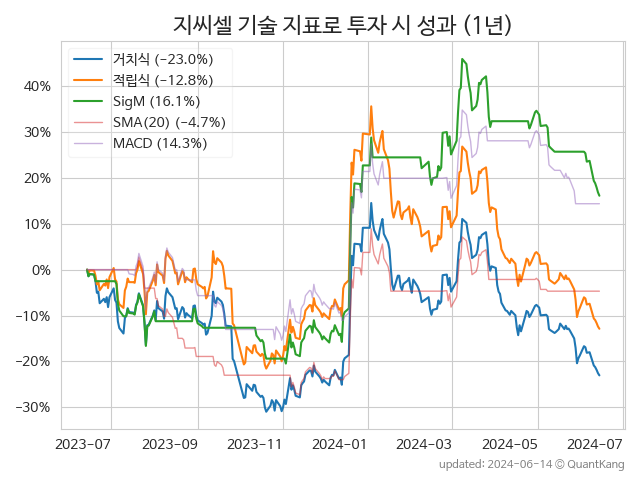 지씨셀 기술 지표로 투자 시 성과 (1년)
거치식 (-23.0%)
적립식 (-12.8%)
SigM (16.1%)
SMA(20) (-4.7%)
MACD (14.3%)
40%
30%
20%
10%
0%
-10%
-20%
-30%
2023-07 2023-09 2023-11 2024-01 2024-03 2024-05 2024-07
updated: 2024-06-14 © QuantKang